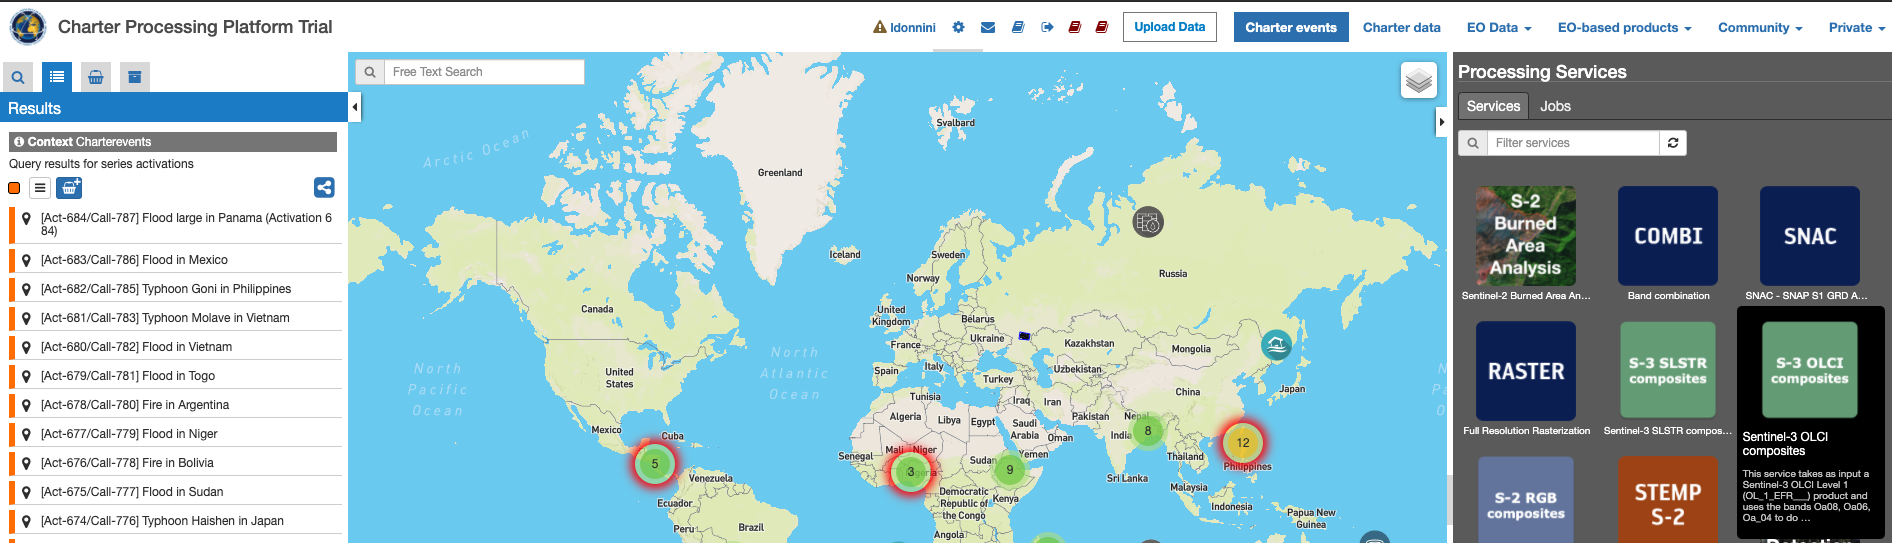 Charter Processing Platform Trial
ldonnini
Upload Data
Charter events
Charter data
EO Data
EO-based products
Community
Private
Results
Context Charterevents
Query results for series activations
[Act-684/Call-787] Flood large in Panama (Activation 6
84)
[Act-683/Call-786] Flood in Mexico
[Act-682/Call-785] Typhoon Goni in Philippines
[Act-681/Call-783] Typhoon Molave in Vietnam
[Act-680/Call-782] Flood in Vietnam
[Act-679/Call-781] Flood in Togo
[Act-678/Call-780] Fire in Argentina
[Act-677/Call-779] Flood in Niger
[Act-676/Call-778] Fire in Bolivia
[Act-675/Call-777] Flood in Sudan
[Act-674/Call-776] Typhoon Haishen in Japan
Free Text Search
Arctic Ocean
Svalbard
Greenland
Iceland
Sweden
Norway
Russia
Canada
United
Kingdom
Belarus
Ukraine
France
Kazakhstan
Mongolia
North
Pacific
Ocean
United
States
North
Atlantic
Ocean
Spain
Italy
Turkey
Uzbekistan
Japan
China
Tunisia
Iraq
Iran
Algeria
Libya
Egypt
Saudi
Arabia
Pakistan
Nepal
Oman
India
Mexico
Cuba
Mali
Niger
Senegal
Sudan
Yemen
Thailand
Philippines
Nigeria
5
3
9
8
12
Venezuela
Sri Lanka
Malaysia
Ecuador
Democratic
Republic of
the Congo
Kenya
Indonesia
Papua New
Guinea
Peru
Brazil
Angola
Processing Services
Services
Jobs
Filter services
S-2
Burned
Area
Analysis
COMBI
SNAC
Sentinel-2 Burned Area An...
Band combination
SNAC - SNAP S1 GRD A...
RASTER
S-3 SLSTR
composites
S-3 OLCI
composites
Full Resolution Rasterization
Sentinel-3 SLSTR compos...
Sentinel-3 OLCI
composites
This service takes as input a
Sentinel-3 OLCI Level 1
(OL_1_EFR___) product and
uses the bands Oa08, Oa06,
Oa_04 to do ...
S-2 RGB
composites
STEMP
S-2